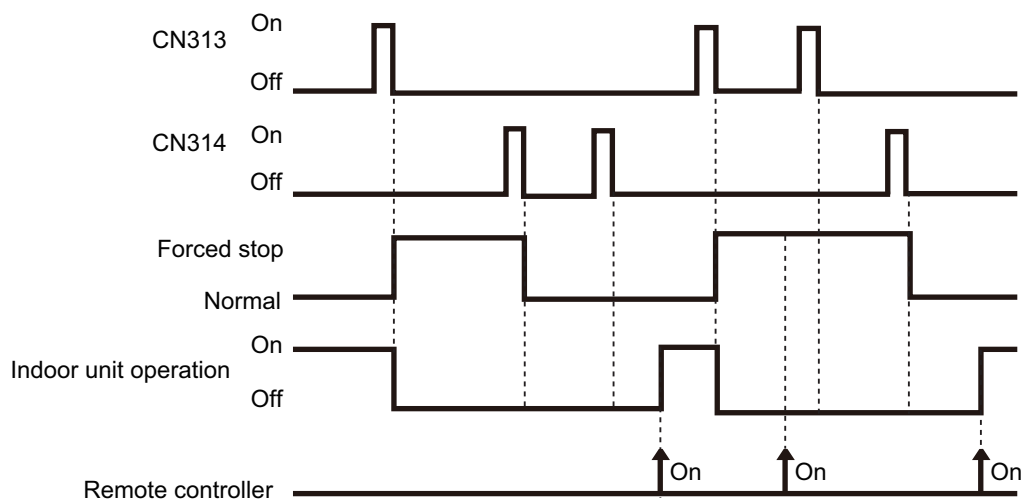 On
CN313
Off
On
CN314
Off
Forced stop
Normal
On
Indoor unit operation
Off
On On On
Remote controller